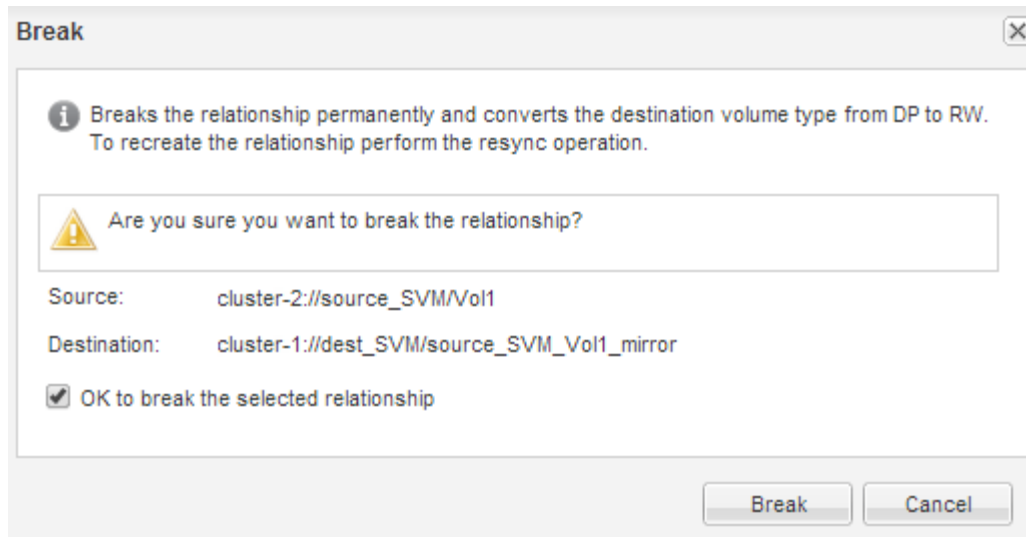 Break
Breaks the relationship permanently and converts the destination volume type from DP to RW.
To recreate the relationship perform the resync operation.
Are you sure you want to break the relationship?
Source: cluster-2://source_SVM/Vol1
Destination: cluster-1://dest_SVM/source_SVM_Vol1_mirror
OK to break the selected relationship
Break Cancel